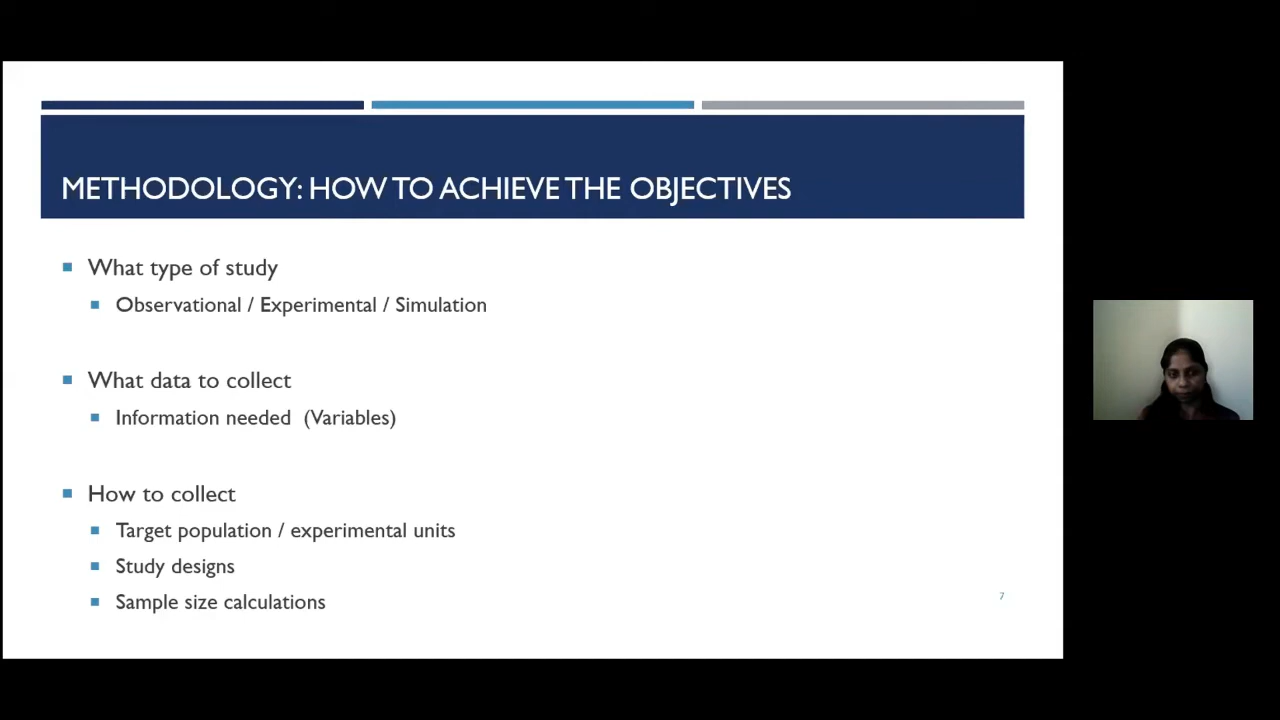 METHODOLOGY: HOW TO ACHIEVE THE OBJECTIVES
What type of study
Observational / Experimental / Simulation
What data to collect
Information needed (Variables)
How to collect
Target population / experimental units
Study designs
Sample size calculations
7